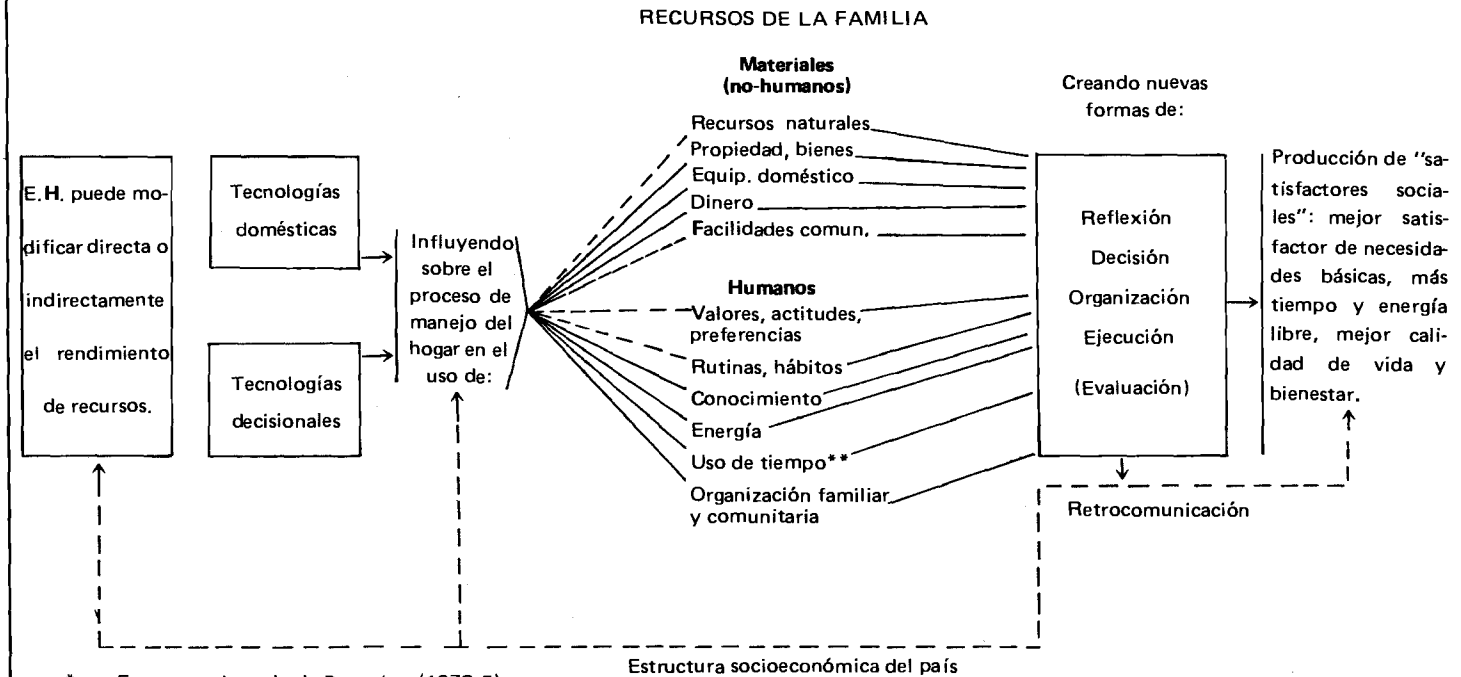 RECURSOS DE LA FAMILIA
E.H. puede mo-
dificar directa o
indirectamente
el rendimiento
de recursos.
Tecnologías
domésticas
Tecnologías
decisionales
Influyendo
sobre el
proceso de
manejo del
hogar en el
uso de:
Materiales
(no-humanos)
Recursos naturales
Propiedad, bienes
Equip. doméstico
Dinero
Facilidades comun.
Humanos
Valores, actitudes,
preferencias
Rutinas, hábitos
Conocimiento
Energía
Uso de tiempo**
Organización familiar
y comunitaria
Creando nuevas
formas de:
Reflexión
Decisión
Organización
Ejecución
(Evaluación)
Producción de "sa-
tisfactores socia-
les": mejor satis-
factor de necesida-
des básicas, más
tiempo y energía
libre, mejor cali-
dad de vida y
bienestar.
Retrocomunicación
Estructura socioeconómica del país